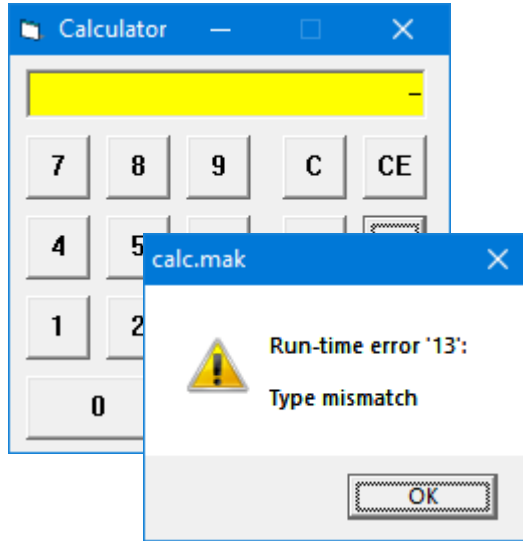 Calculator
-
7 8 9 C CE
4 5
calc.mak
1 2
Run-time error '13':
Type mismatch
0
OK